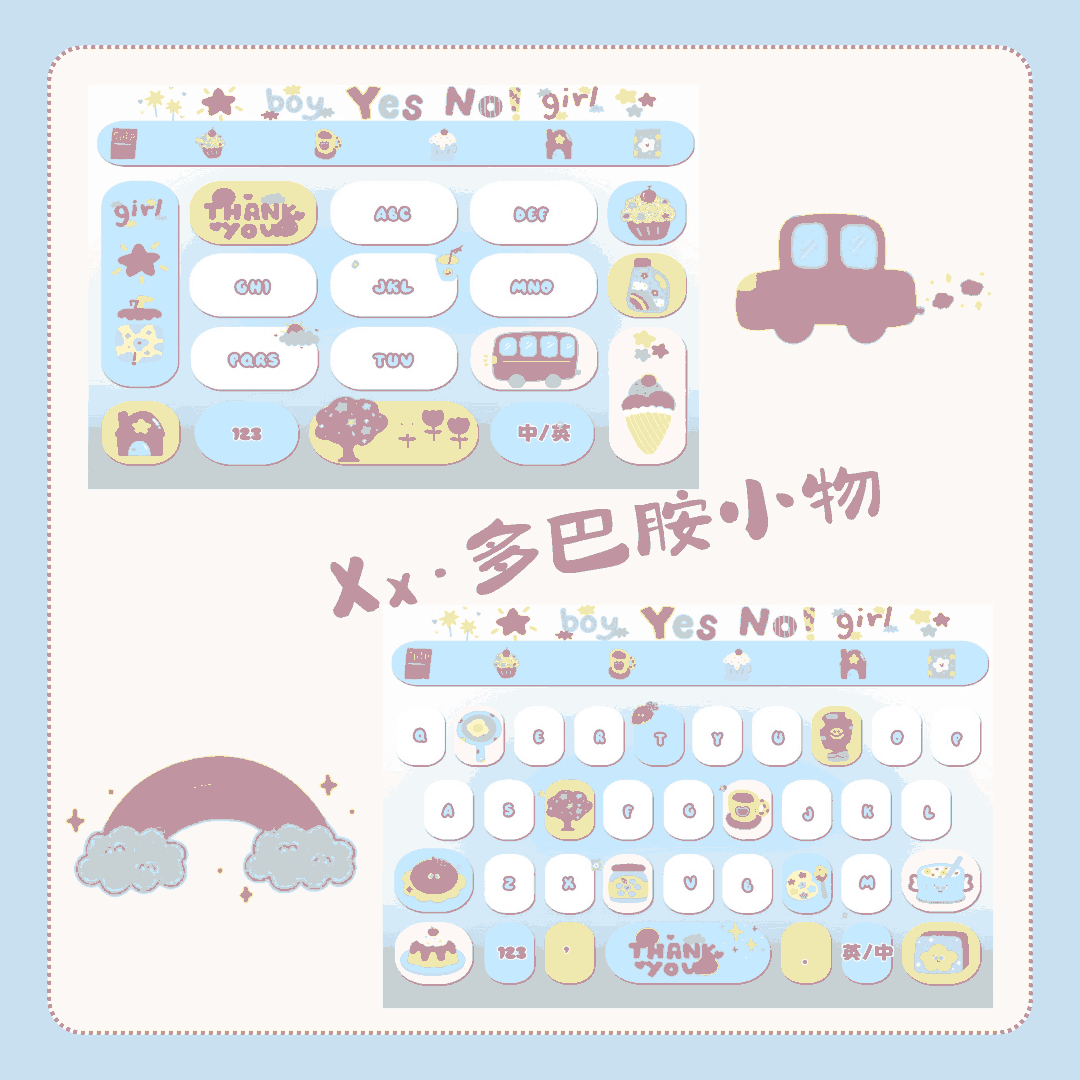 boy Yes No! girl
girl
THANK
YOU
ABC
DEF
GHI
JKL
MNO
PQRS
TUV
123
中/英
Xx·多巴胺小物
boy Yes No! girl
Q
E
R
T
Y
U
O
P
A
S
F
G
J
K
L
Z
X
V
B
M
123
,
THANK
YOU
.
英/中